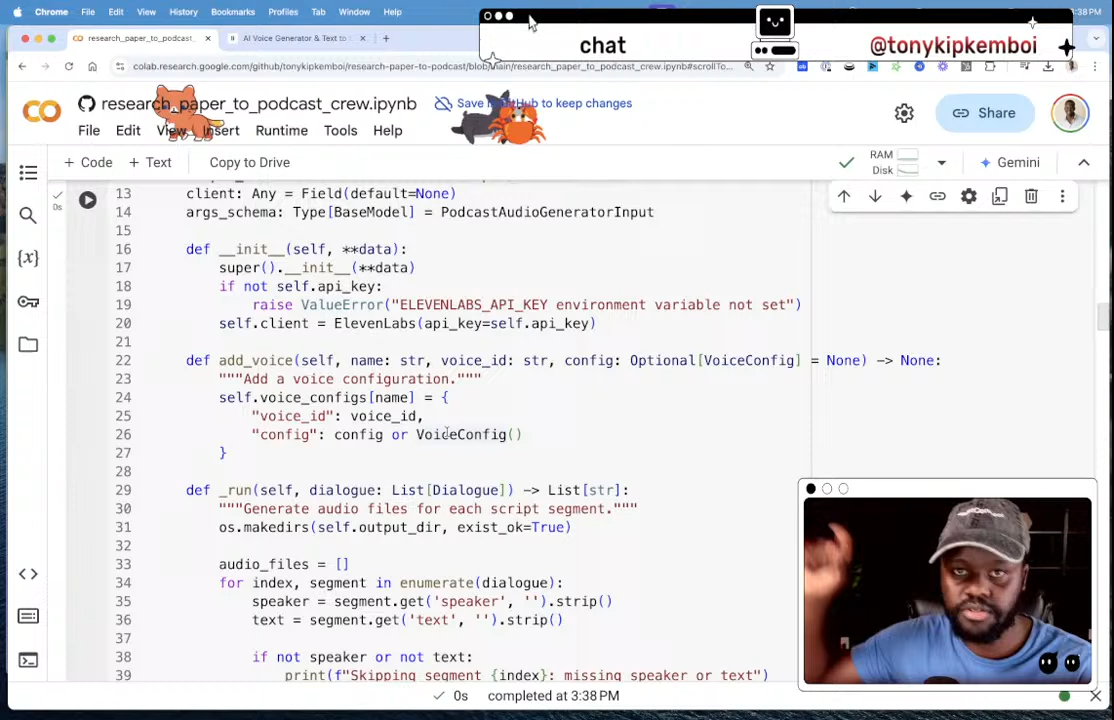 Chrome File Edit View History Bookmarks Profiles Tab Window Help
:38 PM
research_paper_to_podcast_
AI Voice Generator & Text to S
chat
@tonykipkemboi
colab.research.google.com/github/tonykipkemboi/research-paper-to-podcast/blob/main/research_paper_to_podcast_crew.ipynb#scrollTo...
research_paper_to_podcast_crew.ipynb
to keep changes
Share
File Edit View Insert Runtime Tools Help
+ Code + Text Copy to Drive
RAM
Disk
Gemini
13 client: Any = Field(default=None)
14 args_schema: Type[BaseModel] = PodcastAudioGeneratorInput
15
16 def __init__(self, **data):
17 super().__init__(**data)
18 if not self.api_key:
19 raise ValueError("ELEVENLABS_API_KEY environment variable not set")
20 self.client = ElevenLabs(api_key=self.api_key)
21
22 def add_voice(self, name: str, voice_id: str, config: Optional[VoiceConfig] = None) -> None:
23 """Add a voice configuration."""
24 self.voice_configs[name] = {
25 "voice_id": voice_id,
26 "config": config or VoiceConfig()
27 }
28
29 def _run(self, dialogue: List[Dialogue]) -> List[str]:
30 """Generate audio files for each script segment."""
31 os.makedirs(self.output_dir, exist_ok=True)
32
33 audio_files = []
34 for index, segment in enumerate(dialogue):
35 speaker = segment.get('speaker', '').strip()
36 text = segment.get('text', '').strip()
37
38 if not speaker or not text:
39 print(f"Skipping segment {index}: missing speaker or text")
0s
0s completed at 3:38 PM